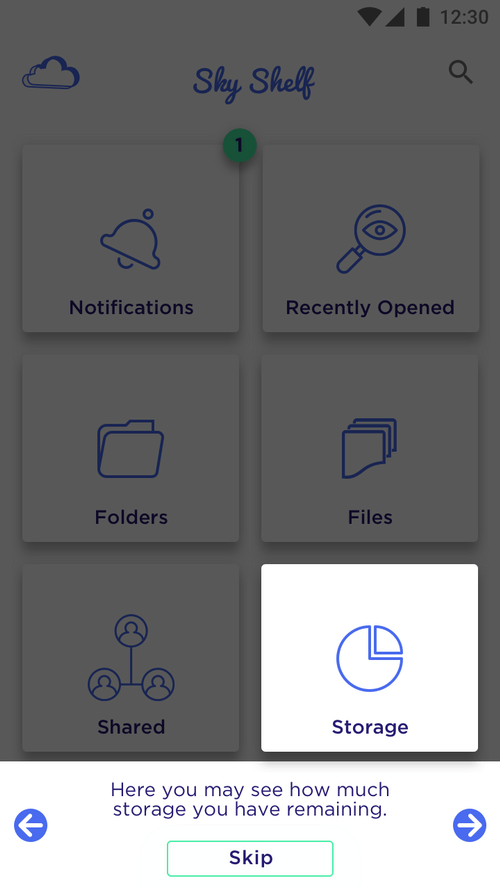 12:30
Sky Shelf
1
Notifications
Recently Opened
Folders
Files
Shared
Storage
Here you may see how much
storage you have remaining.
Skip